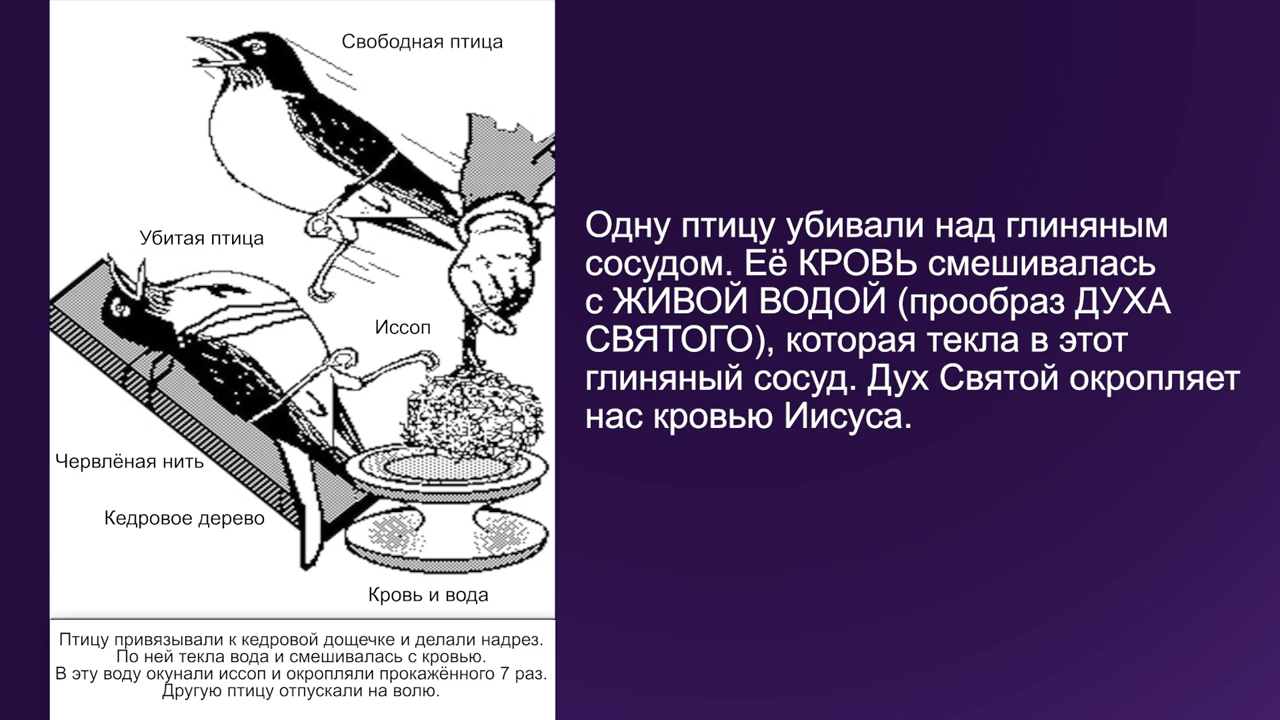 Свободная птица
Убитая птица
Иссоп
Червлёная нить
Кедровое дерево
Кровь и вода
Птицу привязывали к кедровой дощечке и делали надрез.
По ней текла вода и смешивалась с кровью.
В эту воду окунали иссоп и окропляли прокажённого 7 раз.
Другую птицу отпускали на волю.
Одну птицу убивали над глиняным
сосудом. Её КРОВЬ смешивалась
с ЖИВОЙ ВОДОЙ (прообраз ДУХА
СВЯТОГО), которая текла в этот
глиняный сосуд. Дух Святой окропляет
нас кровью Иисуса.